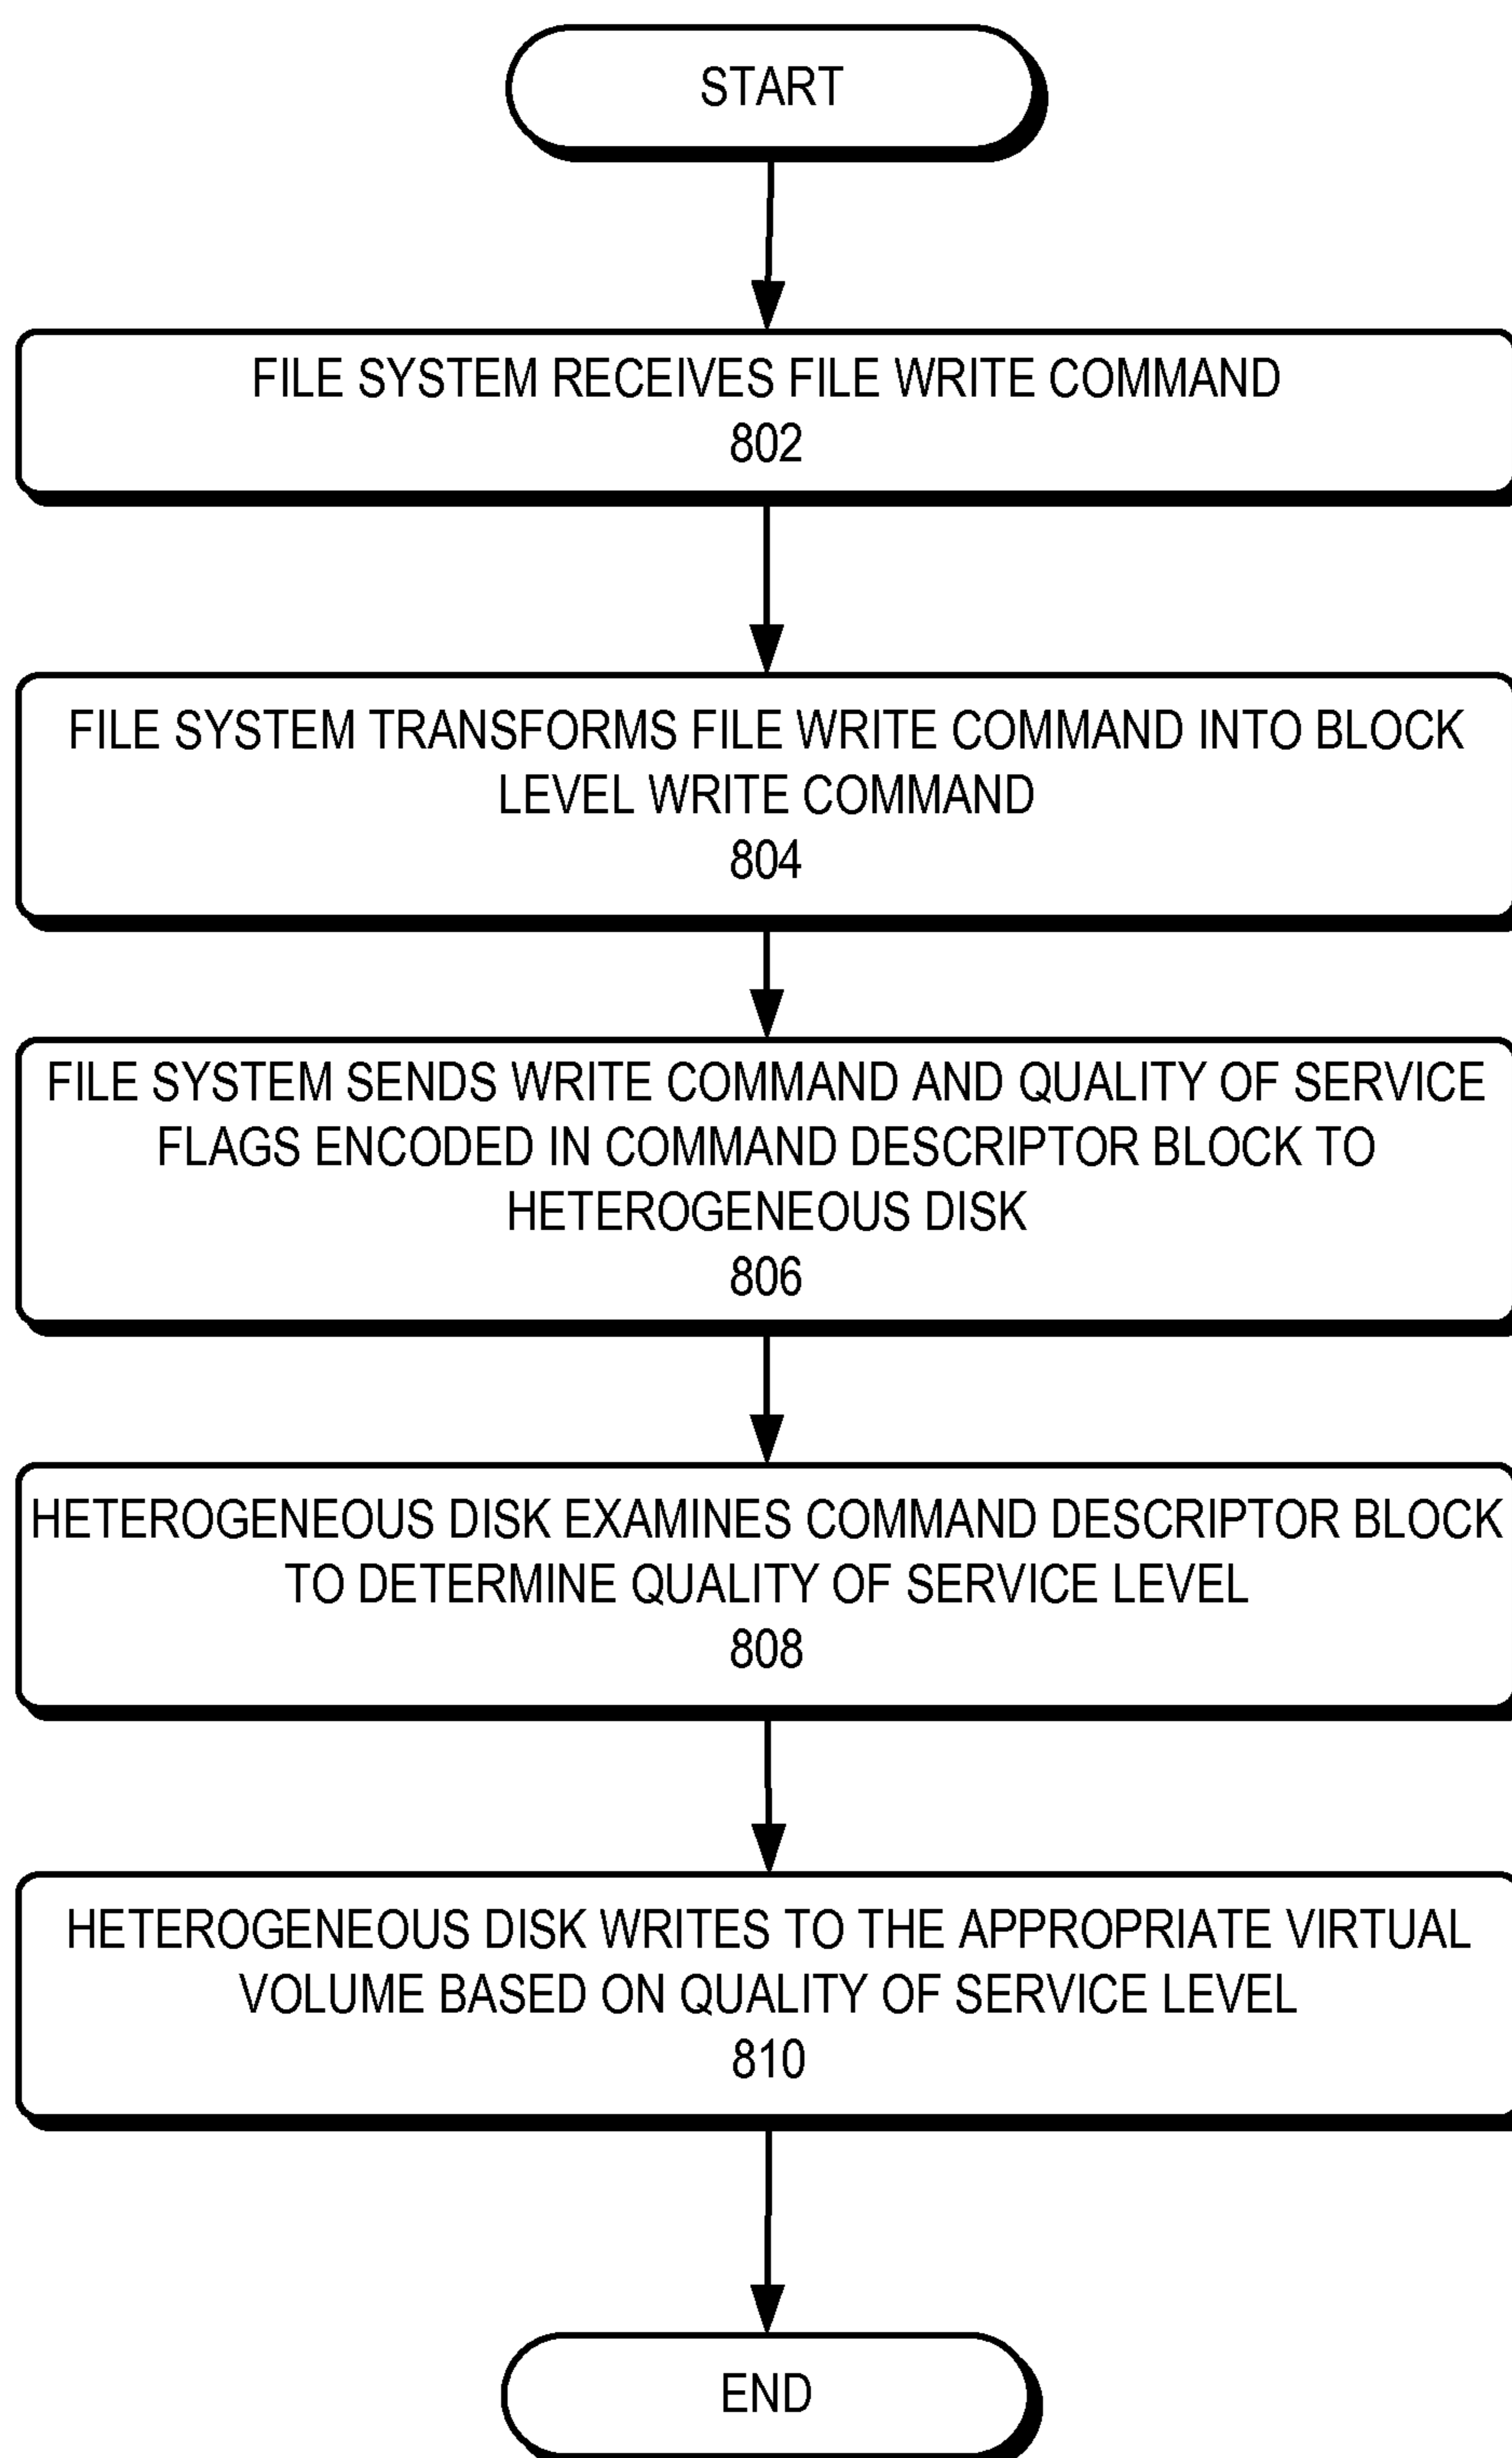 START
FILE SYSTEM RECEIVES FILE WRITE COMMAND
802
FILE SYSTEM TRANSFORMS FILE WRITE COMMAND INTO BLOCK
LEVEL WRITE COMMAND
804
FILE SYSTEM SENDS WRITE COMMAND AND QUALITY OF SERVICE
FLAGS ENCODED IN COMMAND DESCRIPTOR BLOCK TO
HETEROGENEOUS DISK
806
HETEROGENEOUS DISK EXAMINES COMMAND DESCRIPTOR BLOCK
TO DETERMINE QUALITY OF SERVICE LEVEL
808
HETEROGENEOUS DISK WRITES TO THE APPROPRIATE VIRTUAL
VOLUME BASED ON QUALITY OF SERVICE LEVEL
810
END